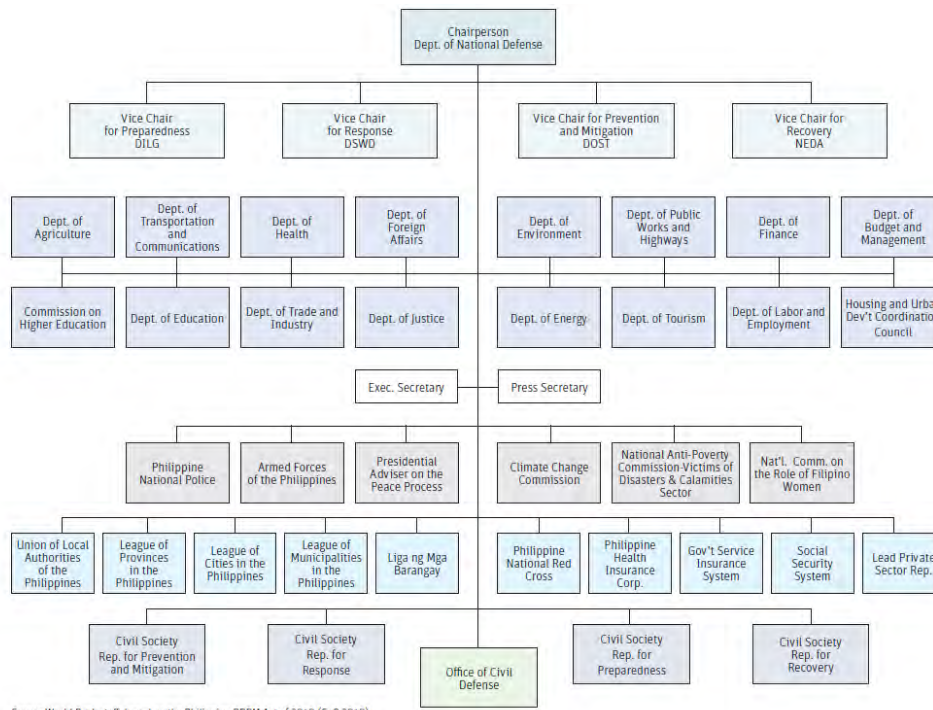 Chairperson
Dept. of National Defense
Vice Chair
for Preparedness
DILG
Vice Chair
for Response
DSWD
Vice Chair for Prevention
and Mitigation
DOST
Vice Chair for
Recovery
NEDA
Dept. of
Agriculture
Dept. of
Transportation
and
Communications
Dept. of
Health
Dept. of
Foreign
Affairs
Dept. of
Environment
Dept. of Public
Works and
Highways
Dept. of
Finance
Dept. of
Budget and
Management
Commission on
Higher Education
Dept. of Education
Dept. of Trade and
Industry
Dept. of Justice
Dept. of Energy
Dept. of Tourism
Dept. of Labor and
Employment
Housing and Urba
Dev't Coordination
Council
Exec. Secretary
Press Secretary
Philippine
National Police
Armed Forces
of the Philippines
Presidential
Adviser on the
Peace Process
Climate Change
Commission
National Anti-Poverty
Commission-Victims of
Disasters & Calamities
Sector
Nat'l. Comm. on
the Role of Filipino
Women
Union of Local
Authorities
of the
Philippines
League of
Provinces in
the Philippines
League of
Cities in the
Philippines
League of
Municipalities
in the
Philippines
Liga ng Mga
Barangay
Philippine
National Red
Cross
Philippine
Health
Insurance
Corp.
Gov't Service
Insurance
System
Social
Security
System
Lead Private
Sector Rep.
Civil Society
Rep. for Prevention
and Mitigation
Civil Society
Rep. for
Response
Civil Society
Rep. for
Preparedness
Civil Society
Rep. for
Recovery
Office of Civil
Defense